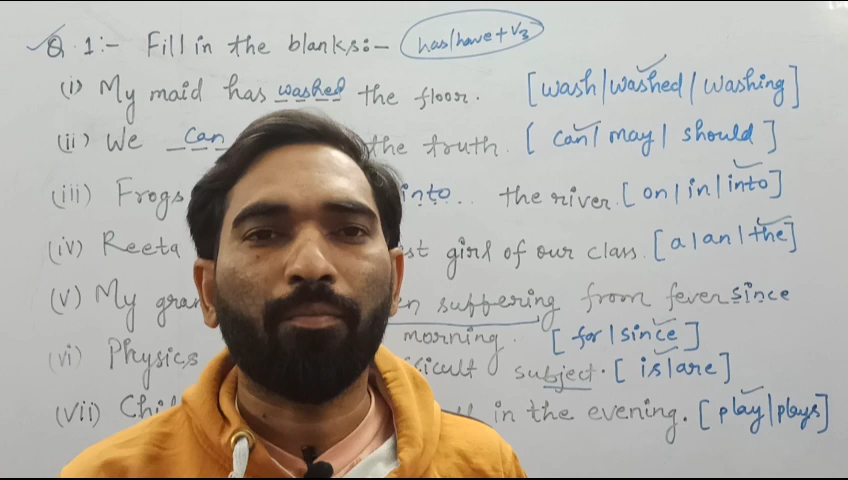 Q.1:- Fill in the blanks:- has/have+V3
(i) My maid has washed the floor. [wash/washed/washing]
(ii) We can the truth. [can/may/should]
(iii) Frogs into the river. [on/in/into]
(iv) Reeta girl of our class. [a/an/the]
(v) My suffering from fever since
morning. [for/since]
(vi) Physics subject. [is/are]
(vii) in the evening. [play/plays]